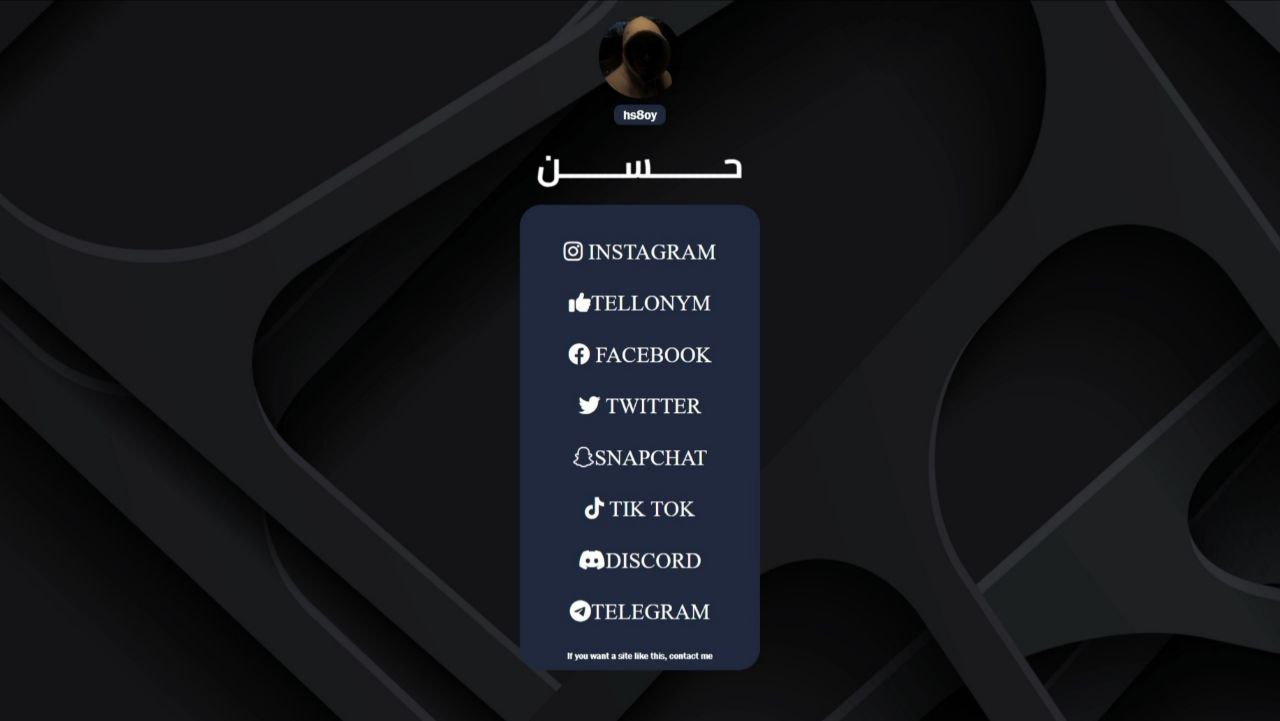 hs8oy
حـــــســـــن
INSTAGRAM
TELLONYM
FACEBOOK
TWITTER
SNAPCHAT
TIK TOK
DISCORD
TELEGRAM
If you want a site like this, contact me